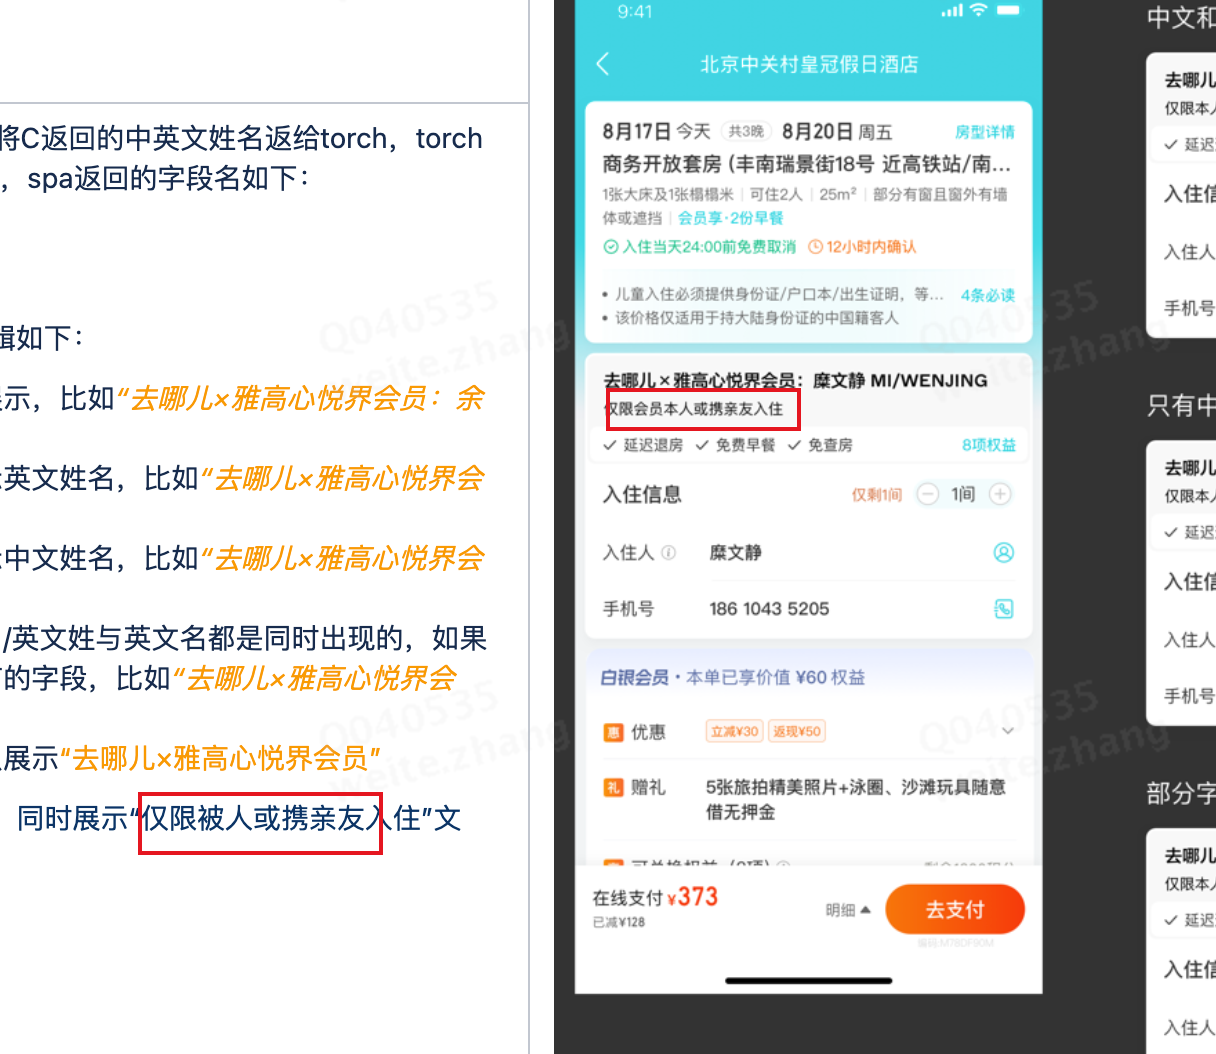 将C返回的中英文姓名返给torch，torch
，spa返回的字段名如下：
辑如下：
示，比如“去哪儿×雅高心悦界会员：余
英文姓名，比如“去哪儿×雅高心悦界会
中文姓名，比如“去哪儿×雅高心悦界会
/英文姓与英文名都是同时出现的，如果
的字段，比如“去哪儿×雅高心悦界会
展示“去哪儿×雅高心悦界会员”
同时展示“仅限被人或携亲友入住”文
9:41
北京中关村皇冠假日酒店
8月17日 今天 共3晚 8月20日 周五 房型详情
商务开放套房 (丰南瑞景街18号 近高铁站/南...
1张大床及1张榻榻米 | 可住2人 | 25m² | 部分有窗且窗外有墙
体或遮挡 | 会员享·2份早餐
入住当天24:00前免费取消 12小时内确认
• 儿童入住必须提供身份证/户口本/出生证明，等... 4条必读
• 该价格仅适用于持大陆身份证的中国籍客人
去哪儿×雅高心悦界会员：糜文静 MI/WENJING
仅限会员本人或携亲友入住
延迟退房 免费早餐 免查房 8项权益
入住信息 仅剩1间 1间
入住人 糜文静
手机号 186 1043 5205
白银会员·本单已享价值 ¥60 权益
惠 优惠 立减¥30 返现¥50
礼 赠礼 5张旅拍精美照片+泳圈、沙滩玩具随意
借无押金
在线支付 ¥373 明细 去支付
已减¥128
编码:M78DF90M
中文和
去哪儿
仅限本人
延迟
入住信
入住人
手机号
只有中
去哪儿
仅限本人
延迟
入住信
入住人
手机号
部分字
去哪儿
仅限本人
延迟
入住信
入住人
Q040535
weite.zhang
Q040535
weite.zhang
Q040535
weite.zhang
Q040535
weite.zhang